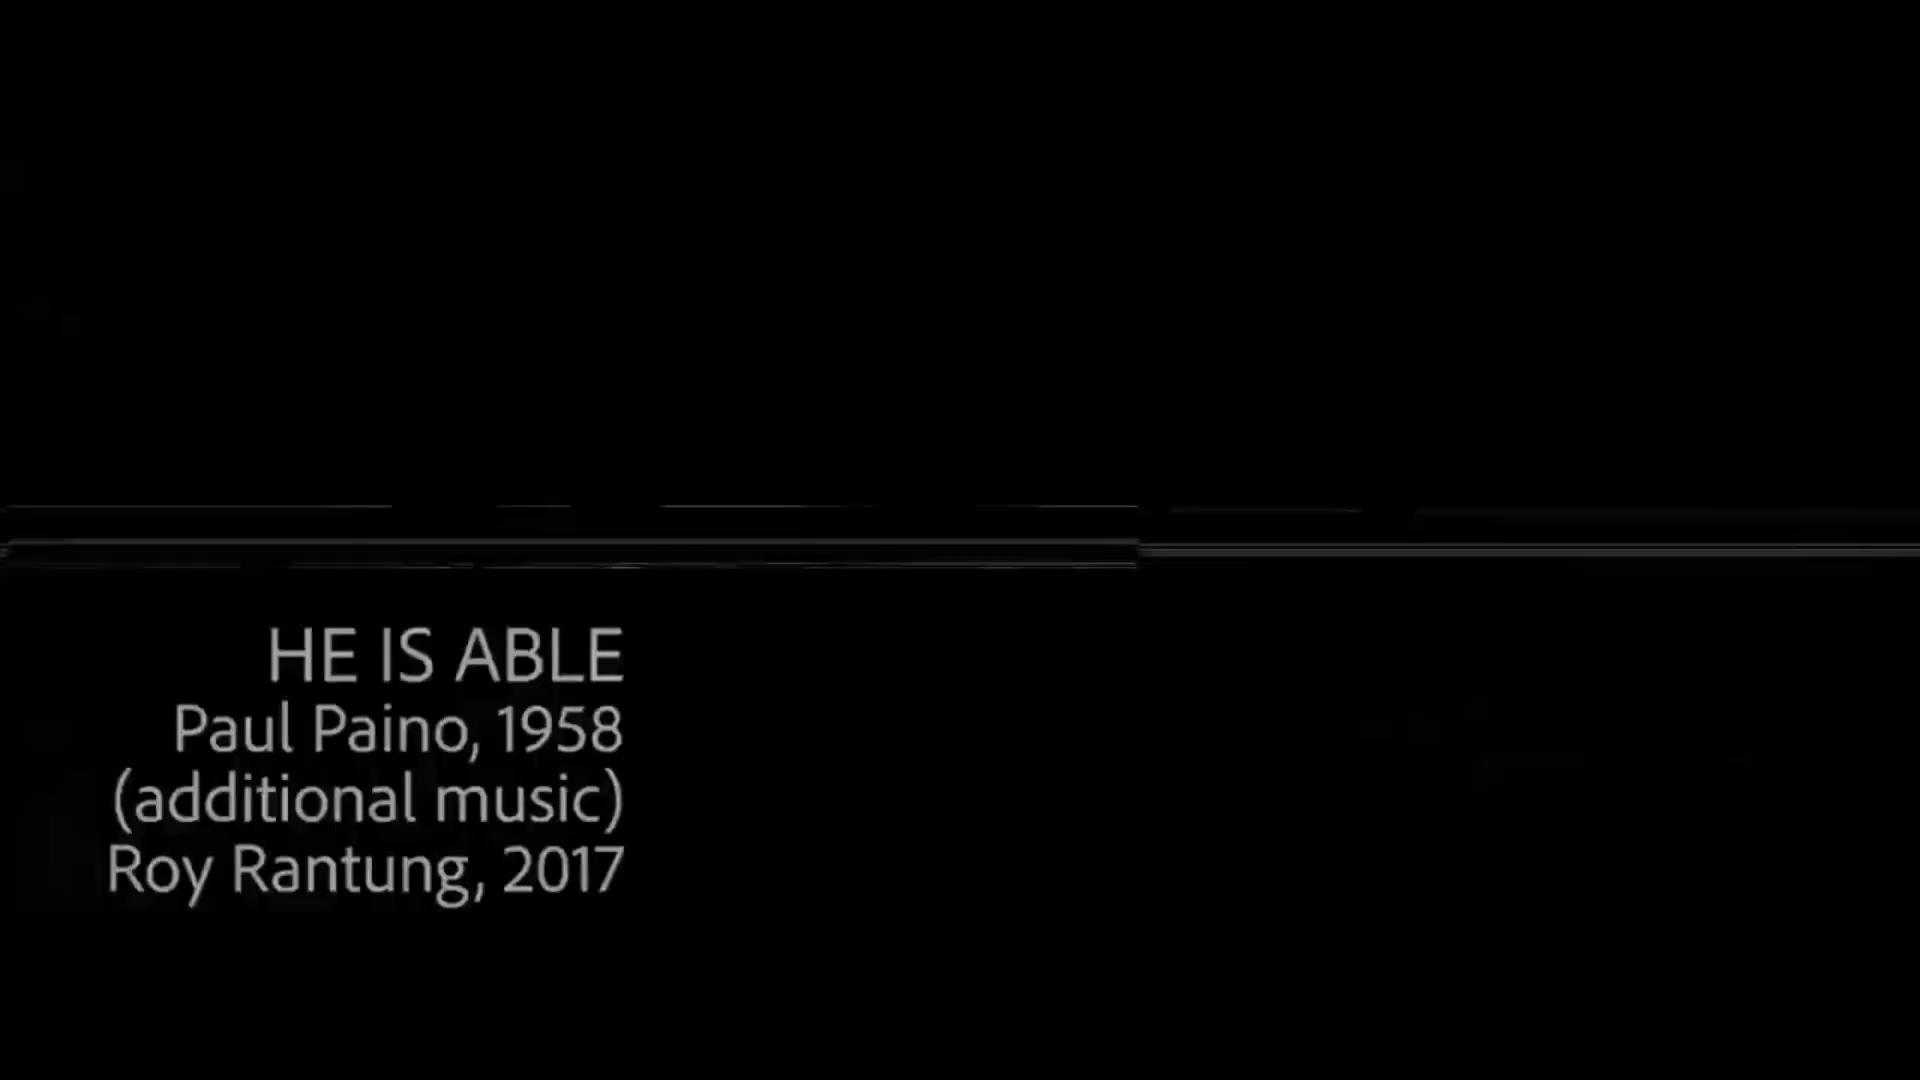 HE IS ABLE
Paul Paino, 1958
(additional music)
Roy Rantung, 2017